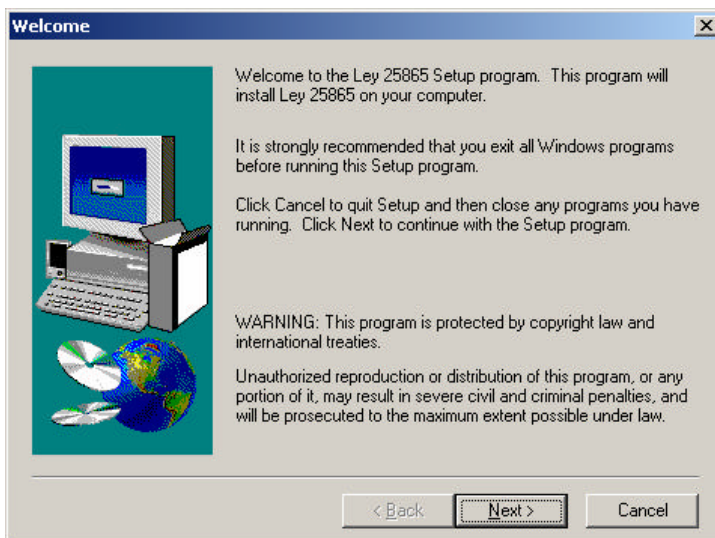 Welcome
Welcome to the Ley 25865 Setup program. This program will
install Ley 25865 on your computer.
It is strongly recommended that you exit all Windows programs
before running this Setup program.
Click Cancel to quit Setup and then close any programs you have
running. Click Next to continue with the Setup program.
WARNING: This program is protected by copyright law and
international treaties.
Unauthorized reproduction or distribution of this program, or any
portion of it, may result in severe civil and criminal penalties, and
will be prosecuted to the maximum extent possible under law.
< Back Next > Cancel